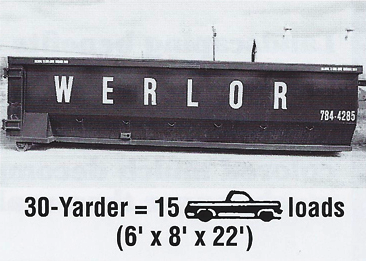 WERLOR
784-4285
30-Yarder = 15 loads
(6' x 8' x 22')